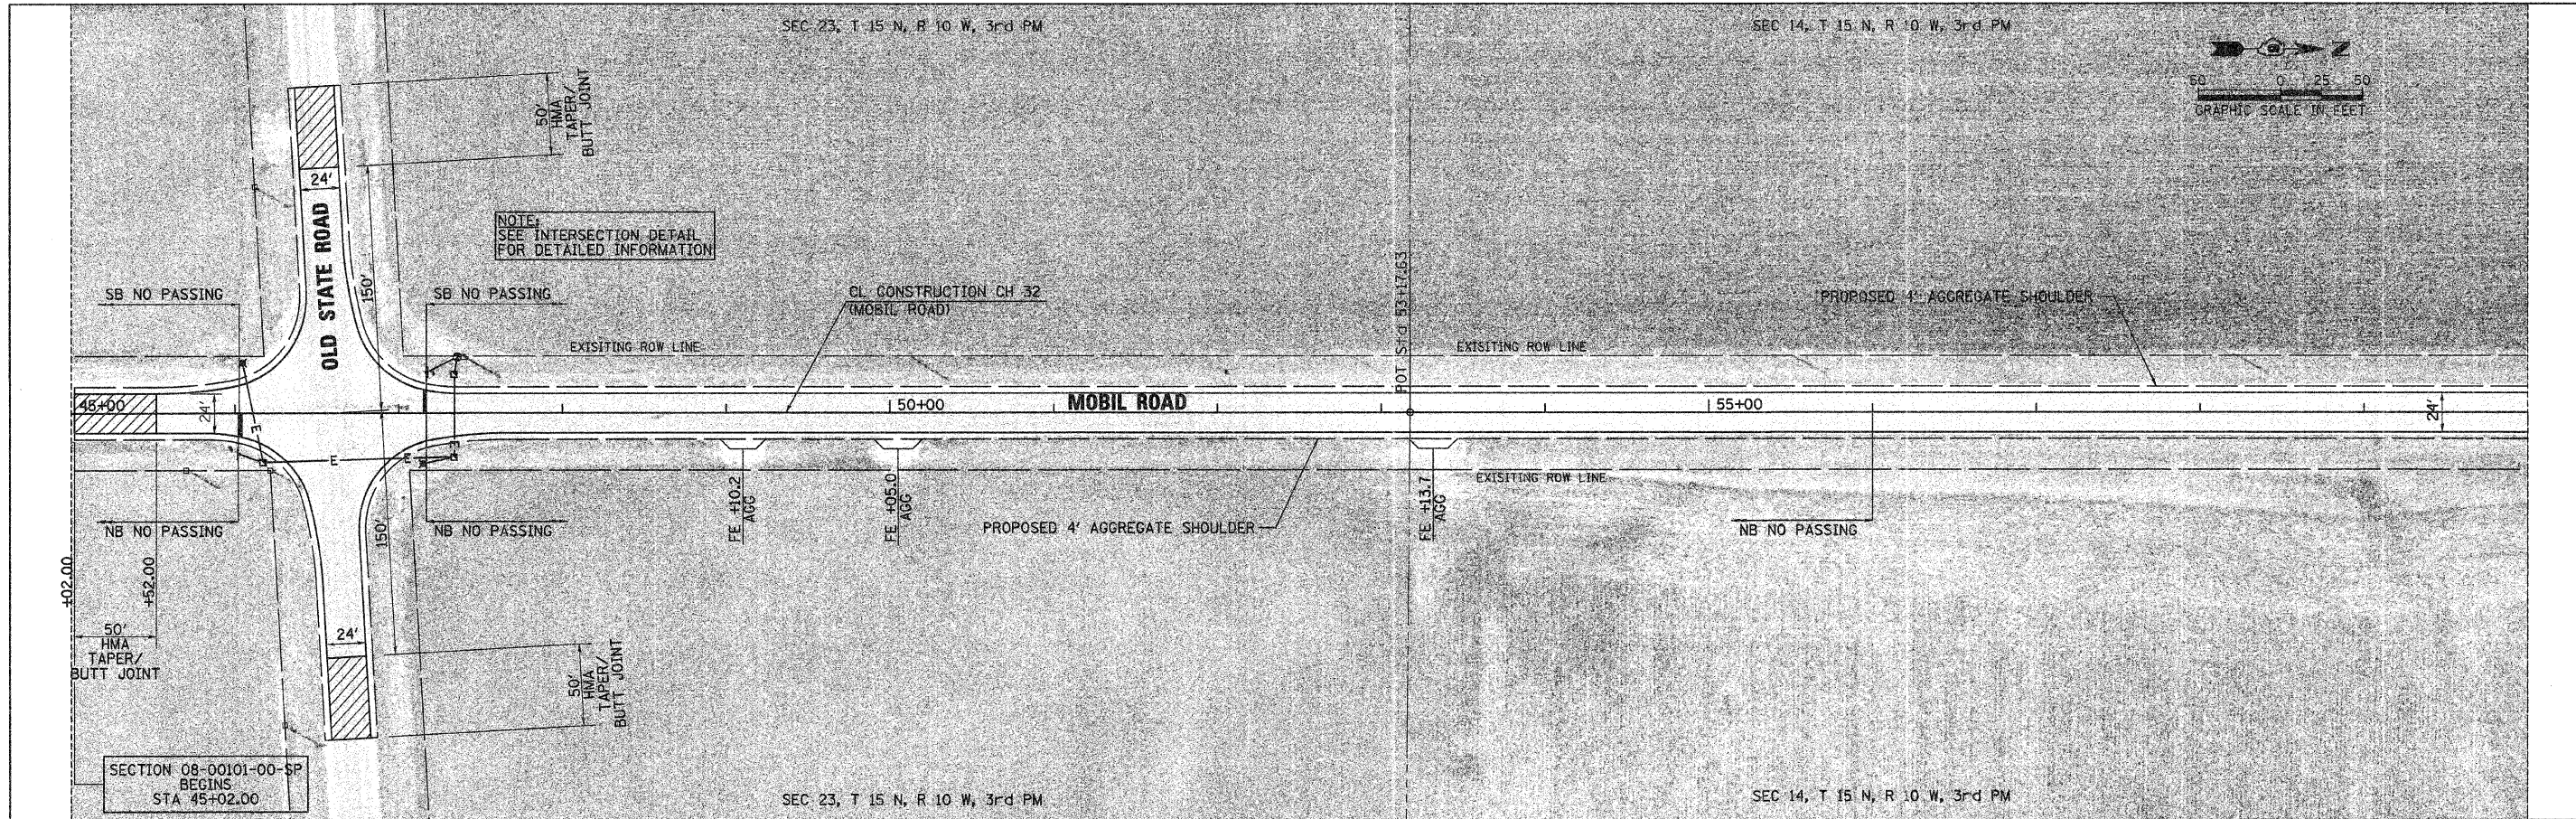 SEC 23, T 15 N, R 10 W, 3rd PM
SEC 14, T 15 N, R 10 W, 3rd PM
50 0 25 50
GRAPHIC SCALE IN FEET
50'
HMA
TAPER/
BUTT JOINT
24'
OLD STATE ROAD
150'
NOTE:
SEE INTERSECTION DETAIL
FOR DETAILED INFORMATION
SB NO PASSING
SB NO PASSING
CL CONSTRUCTION CH 32
(MOBIL ROAD)
POT Sta 53+17.63
PROPOSED 4' AGGREGATE SHOULDER
EXISITING ROW LINE
EXISITING ROW LINE
45+00
24'
50+00
MOBIL ROAD
55+00
24'
E
E
E
E
EXISITING ROW LINE
FE +10.2
AGG
FE +05.0
AGG
FE +13.7
AGG
NB NO PASSING
NB NO PASSING
PROPOSED 4' AGGREGATE SHOULDER
NB NO PASSING
150'
+02.00
+52.00
50'
HMA
TAPER/
BUTT JOINT
24'
50'
HMA
TAPER/
BUTT JOINT
SECTION 08-00101-00-SP
BEGINS
STA 45+02.00
SEC 23, T 15 N, R 10 W, 3rd PM
SEC 14, T 15 N, R 10 W, 3rd PM